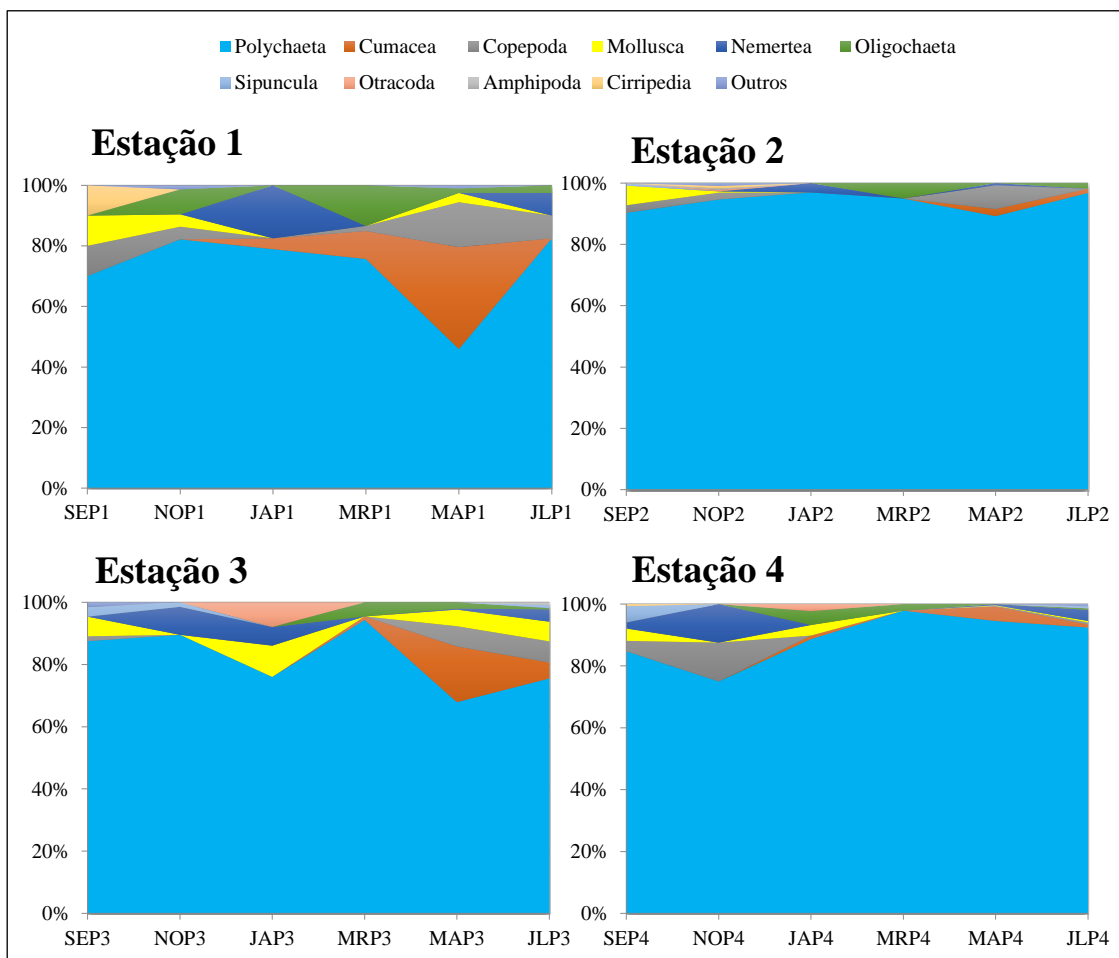 Polychaeta Cumacea Copepoda Mollusca Nemertea Oligochaeta
Sipuncula Otracoda Amphipoda Cirripedia Outros
Estação 1
100%
80%
60%
40%
20%
0%
SEP1 NOP1 JAP1 MRP1 MAP1 JLP1
Estação 2
100%
80%
60%
40%
20%
0%
SEP2 NOP2 JAP2 MRP2 MAP2 JLP2
Estação 3
100%
80%
60%
40%
20%
0%
SEP3 NOP3 JAP3 MRP3 MAP3 JLP3
Estação 4
100%
80%
60%
40%
20%
0%
SEP4 NOP4 JAP4 MRP4 MAP4 JLP4